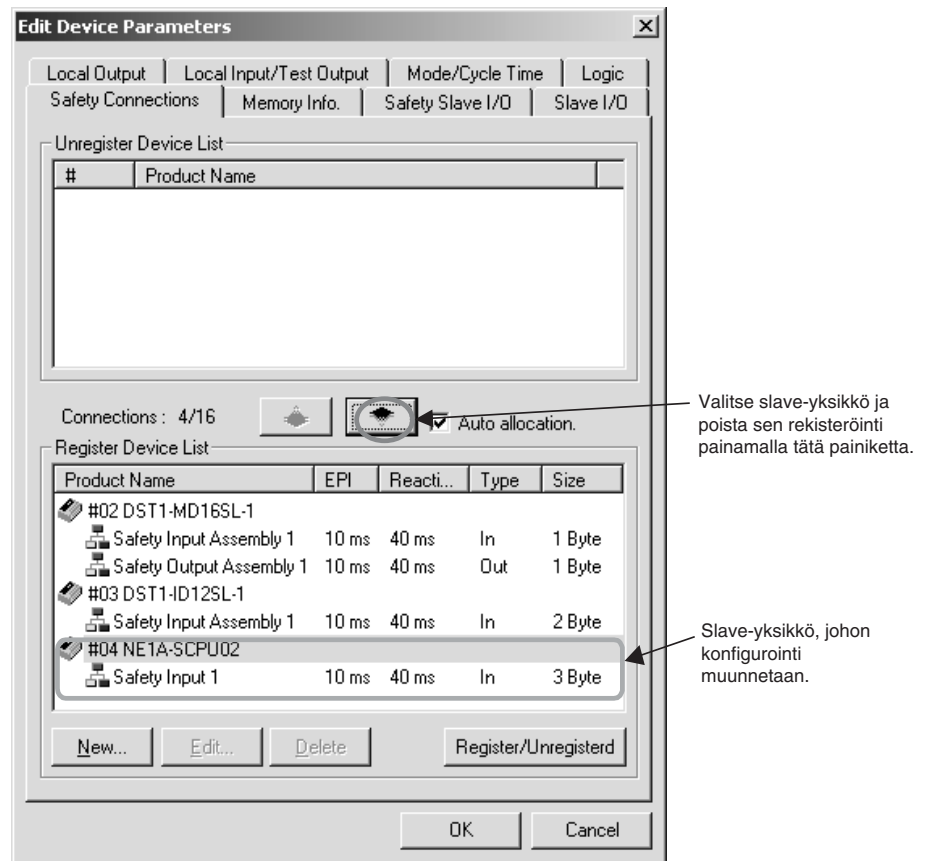 Edit Device Parameters
Local Output
Local Input/Test Output
Mode/Cycle Time
Logic
Safety Connections
Memory Info.
Safety Slave I/O
Slave I/O
Unregister Device List
# Product Name
Connections : 4/16
Auto allocation.
Valitse slave-yksikkö ja
poista sen rekisteröinti
painamalla tätä painiketta.
Register Device List
Product Name EPI Reacti... Type Size
#02 DST1-MD16SL-1
Safety Input Assembly 1 10 ms 40 ms In 1 Byte
Safety Output Assembly 1 10 ms 40 ms Out 1 Byte
#03 DST1-ID12SL-1
Safety Input Assembly 1 10 ms 40 ms In 2 Byte
#04 NE1A-SCPU02
Safety Input 1 10 ms 40 ms In 3 Byte
Slave-yksikkö, johon
konfigurointi
muunnetaan.
New...
Edit...
Delete
Register/Unregisterd
OK
Cancel